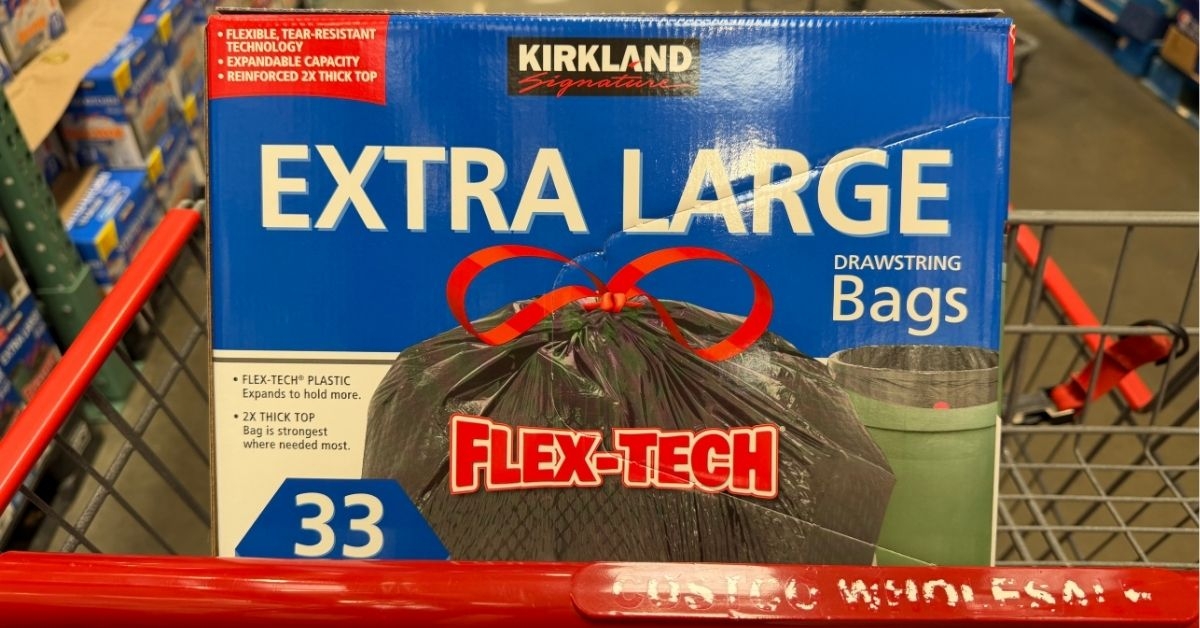 • FLEXIBLE, TEAR-RESISTANT
TECHNOLOGY
• EXPANDABLE CAPACITY
• REINFORCED 2X THICK TOP
KIRKLAND
Signature
EXTRA LARGE
DRAWSTRING
Bags
• FLEX-TECH® PLASTIC
Expands to hold more.
• 2X THICK TOP
Bag is strongest
where needed most.
FLEX-TECH®
33
COSTCO WHOLESALE